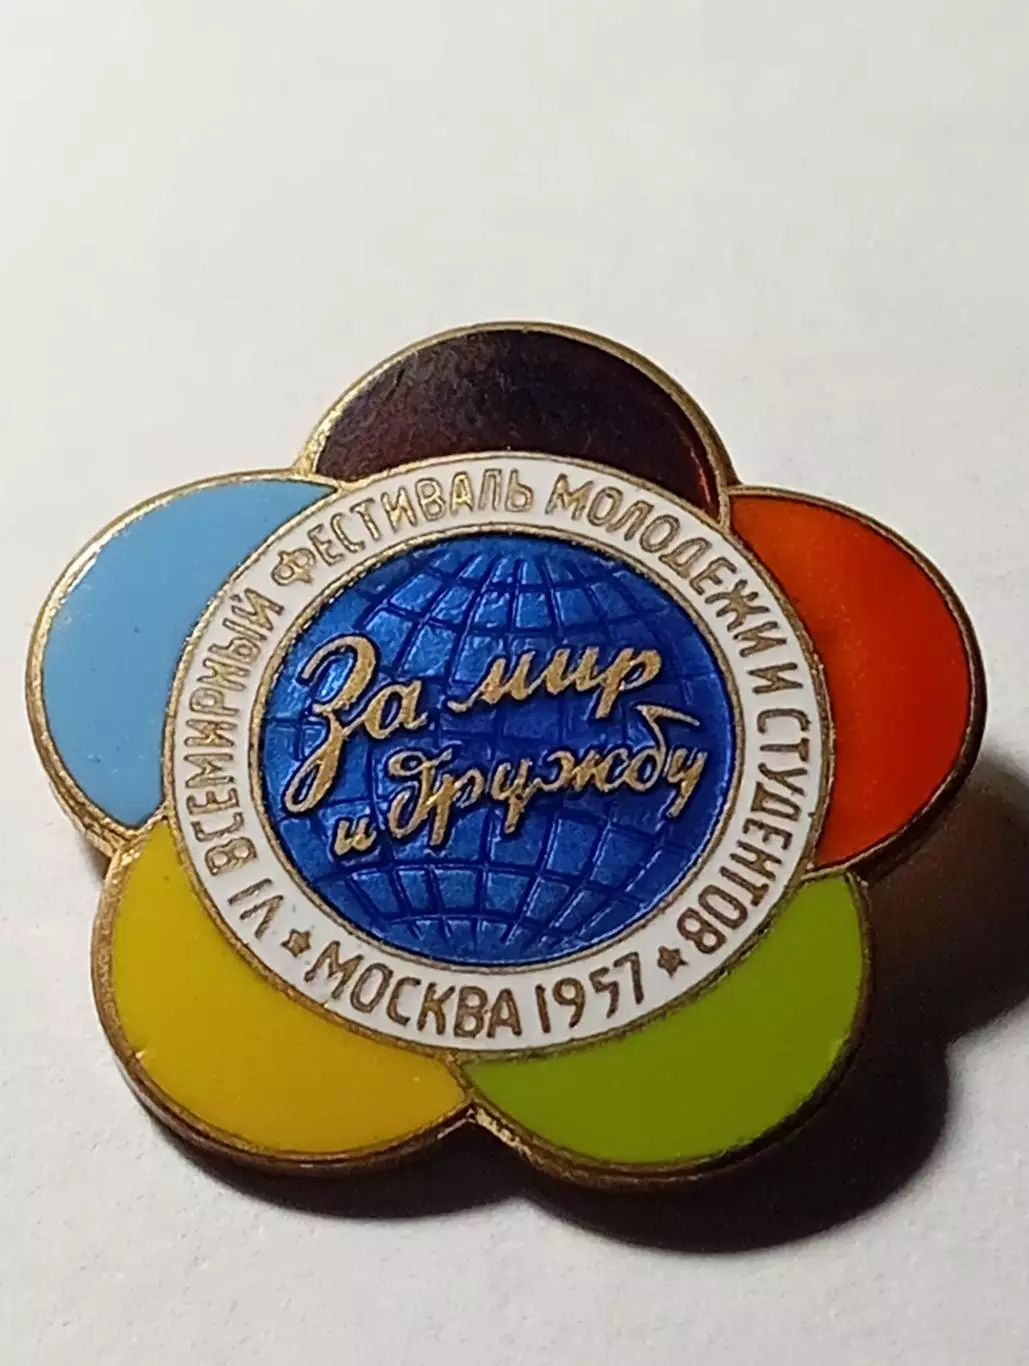 VI ВСЕМИРНЫЙ ФЕСТИВАЛЬ МОЛОДЕЖИ И СТУДЕНТОВ
За мир
и дружбу
МОСКВА 1957